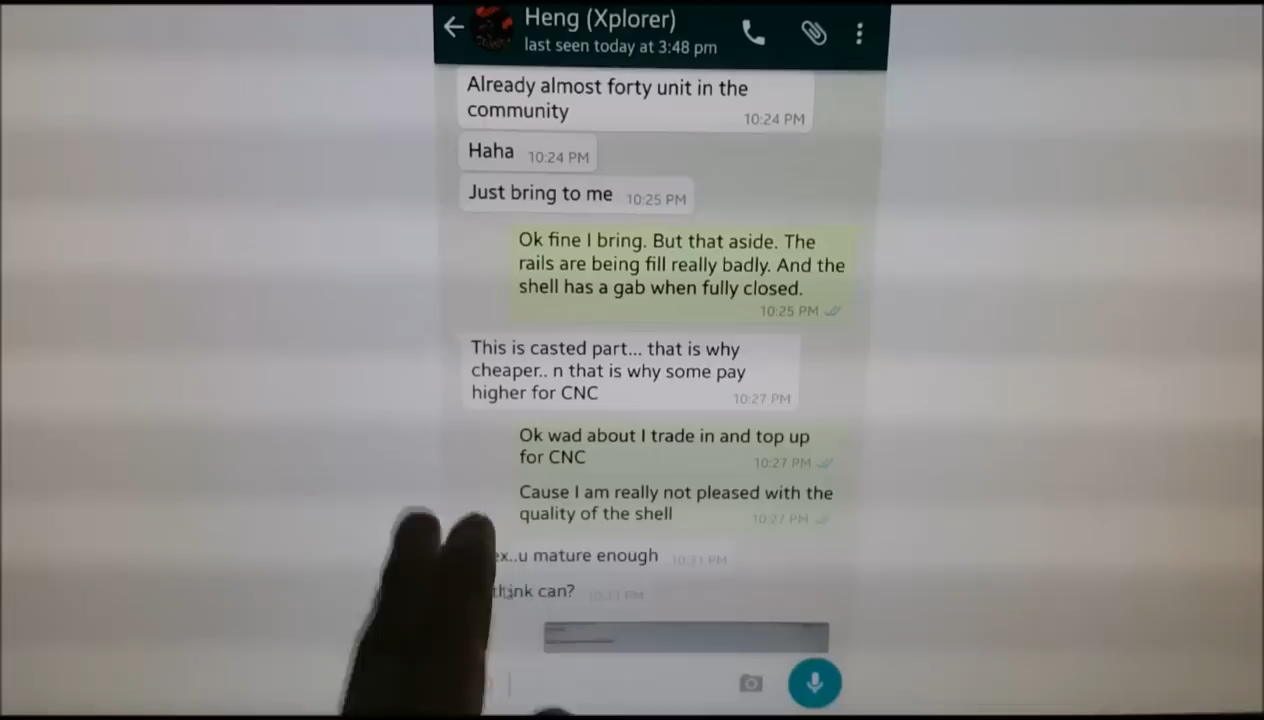 Heng (Xplorer)
last seen today at 3:48 pm
Already almost forty unit in the
community
10:24 PM
Haha 10:24 PM
Just bring to me 10:25 PM
Ok fine I bring. But that aside. The
rails are being fill really badly. And the
shell has a gab when fully closed.
10:25 PM
This is casted part... that is why
cheaper.. n that is why some pay
higher for CNC 10:27 PM
Ok wad about I trade in and top up
for CNC 10:27 PM
Cause I am really not pleased with the
quality of the shell 10:27 PM
ex..u mature enough 10:31 PM
think can?